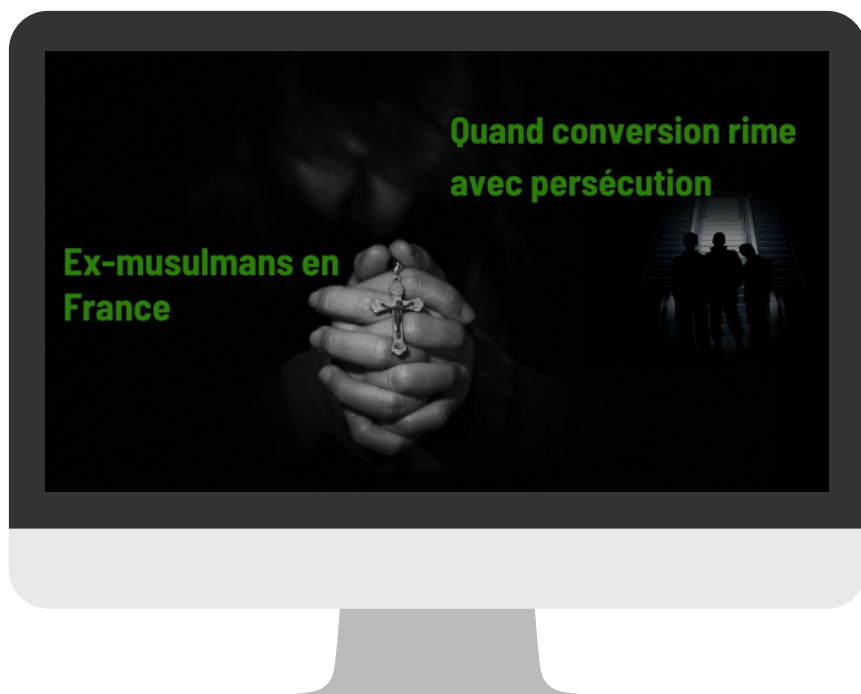 Quand conversion rime
avec persécution
Ex-musulmans en
France